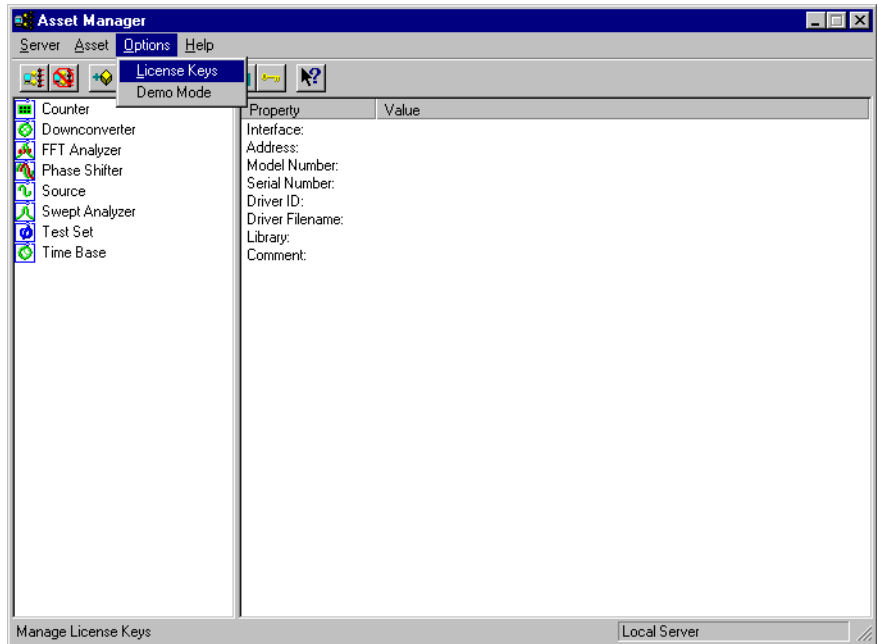 Asset Manager
Server Asset Options Help
License Keys
Demo Mode
Counter
Downconverter
FFT Analyzer
Phase Shifter
Source
Swept Analyzer
Test Set
Time Base
Property Value
Interface:
Address:
Model Number:
Serial Number:
Driver ID:
Driver Filename:
Library:
Comment:
Manage License Keys
Local Server